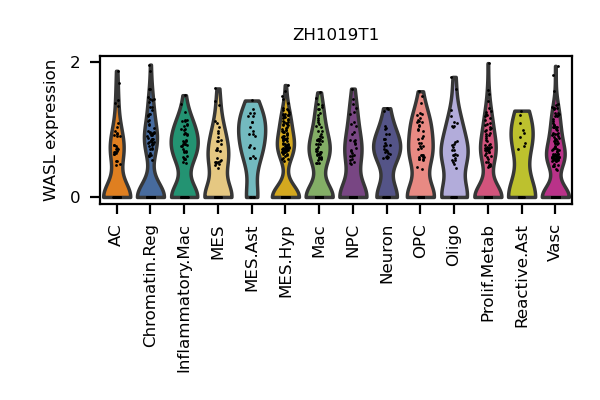 ZH1019T1
WASL expression
2
0
AC
Chromatin.Reg
Inflammatory.Mac
MES
MES.Ast
MES.Hyp
Mac
NPC
Neuron
OPC
Oligo
Prolif.Metab
Reactive.Ast
Vasc